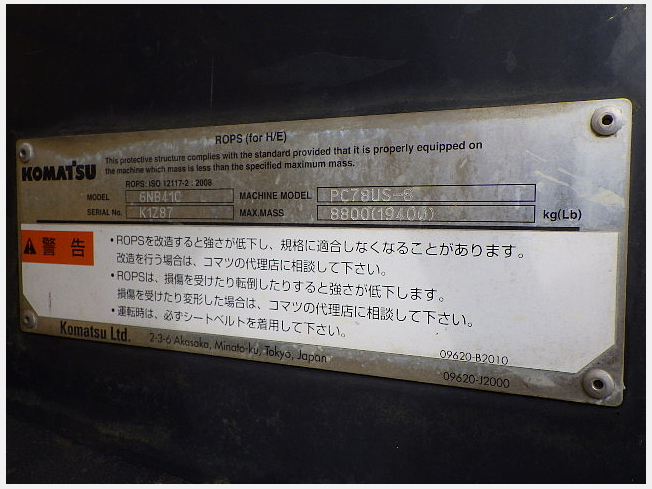 ROPS (for H/E)
KOMATSU
This protective structure complies with the standard provided that it is properly equipped on
the machine which mass is less than the specified maximum mass.
ROPS: ISO 12117-2 : 2008
MODEL 6NB41C MACHINE MODEL PC78US-8
SERIAL No. K1287 MAX.MASS 8800(19400) kg(Lb)
警告
・ROPSを改造すると強さが低下し、規格に適合しなくなることがあります。
改造を行う場合は、コマツの代理店に相談して下さい。
・ROPSは、損傷を受けたり転倒したりすると強さが低下します。
損傷を受けたり変形した場合は、コマツの代理店に相談して下さい。
・運転時は、必ずシートベルトを着用して下さい。
Komatsu Ltd. 2-3-6 Akasaka, Minato-ku, Tokyo, Japan
09620-B2010
09620-J2000